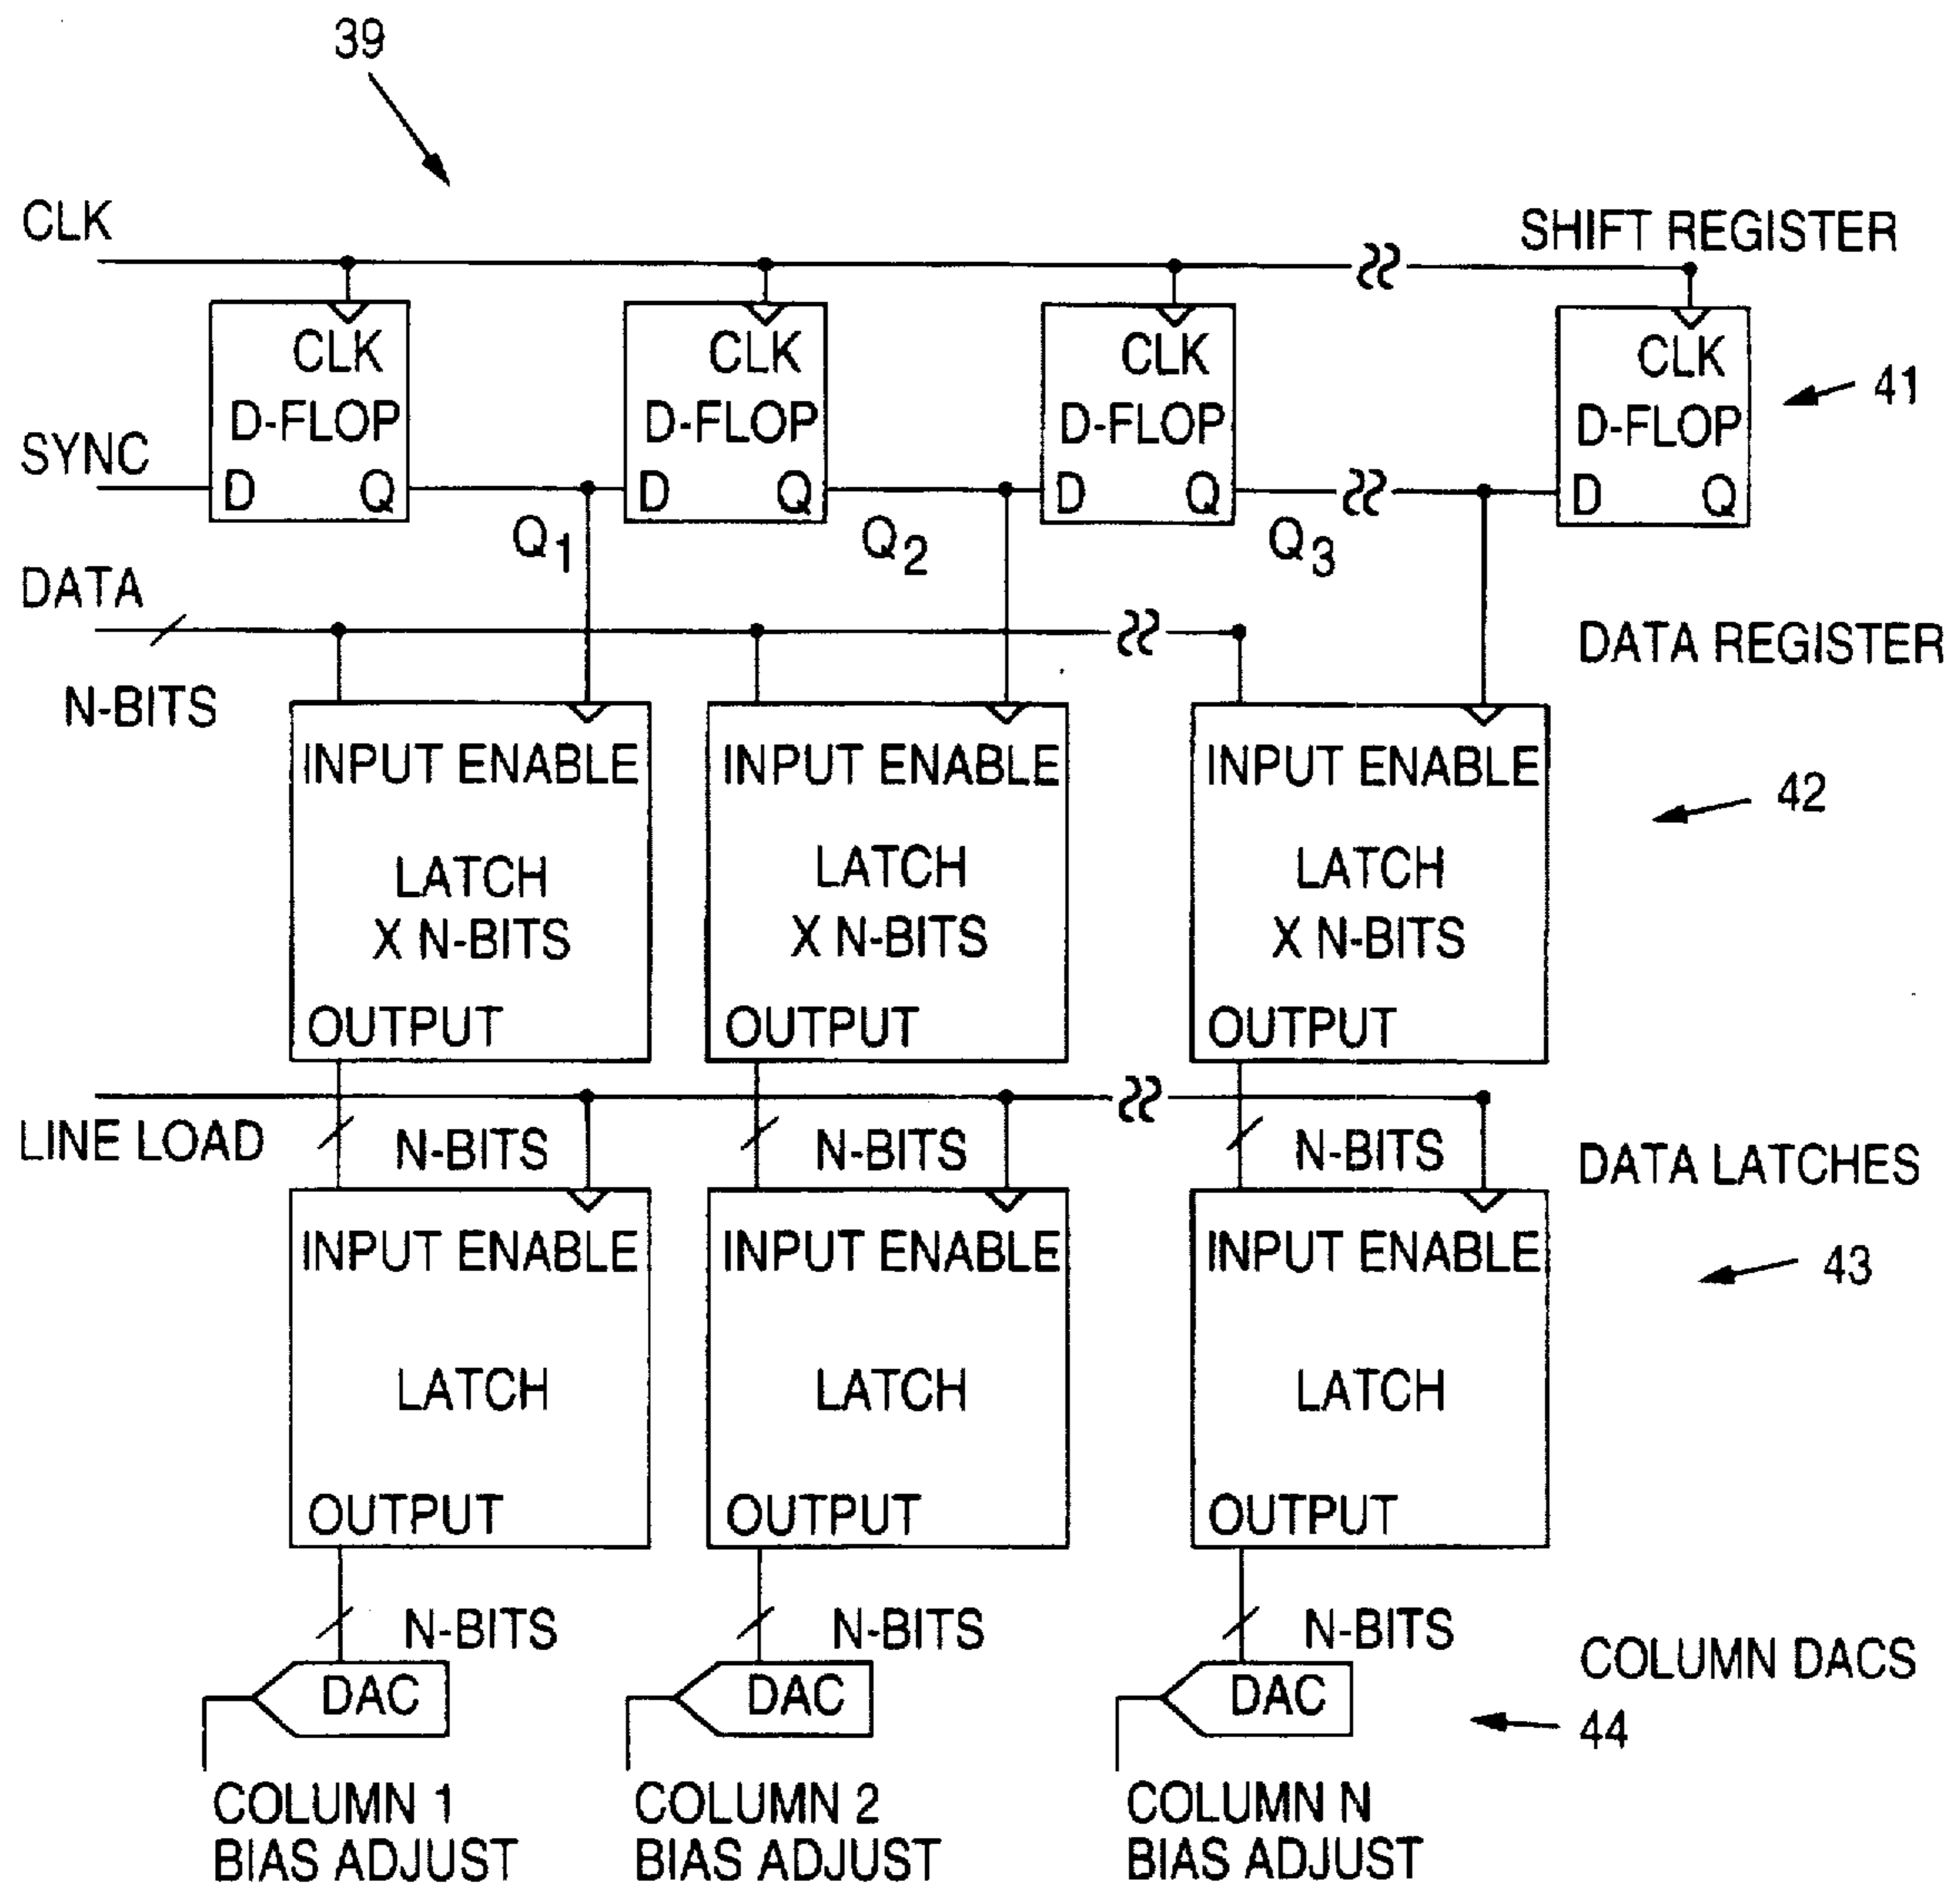 39
CLK
SHIFT REGISTER
CLK CLK CLK CLK
D-FLOP D-FLOP D-FLOP D-FLOP
41
SYNC
D Q D Q D Q D Q
Q1 Q2 Q3
DATA
N-BITS
DATA REGISTER
INPUT ENABLE INPUT ENABLE INPUT ENABLE
42
LATCH LATCH LATCH
X N-BITS X N-BITS X N-BITS
OUTPUT OUTPUT OUTPUT
LINE LOAD
N-BITS N-BITS N-BITS
DATA LATCHES
INPUT ENABLE INPUT ENABLE INPUT ENABLE
43
LATCH LATCH LATCH
OUTPUT OUTPUT OUTPUT
N-BITS N-BITS N-BITS
COLUMN DACS
DAC DAC DAC
44
COLUMN 1 COLUMN 2 COLUMN N
BIAS ADJUST BIAS ADJUST BIAS ADJUST